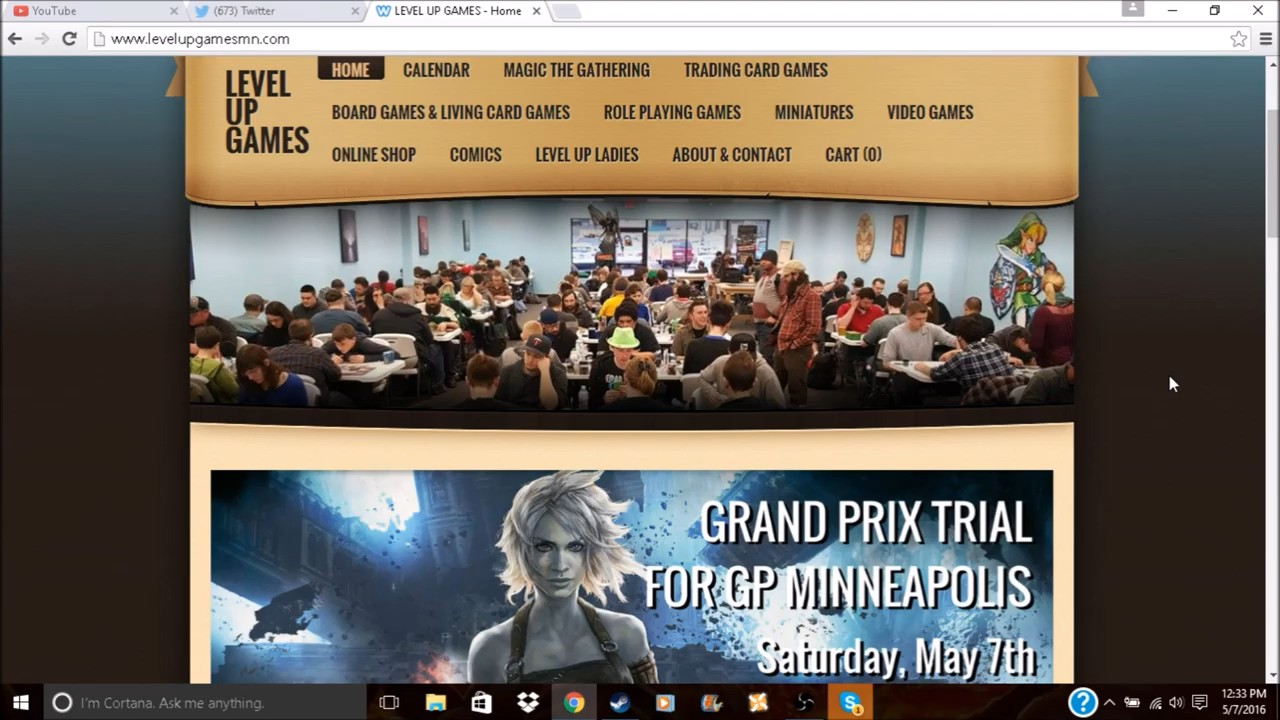 YouTube
(673) Twitter
LEVEL UP GAMES - Home
www.levelupgamesmn.com
LEVEL
UP
GAMES
HOME CALENDAR MAGIC THE GATHERING TRADING CARD GAMES
BOARD GAMES & LIVING CARD GAMES ROLE PLAYING GAMES MINIATURES VIDEO GAMES
ONLINE SHOP COMICS LEVEL UP LADIES ABOUT & CONTACT CART (0)
GRAND PRIX TRIAL
FOR GP MINNEAPOLIS
Saturday, May 7th
I'm Cortana. Ask me anything.
1
12:33 PM
5/7/2016